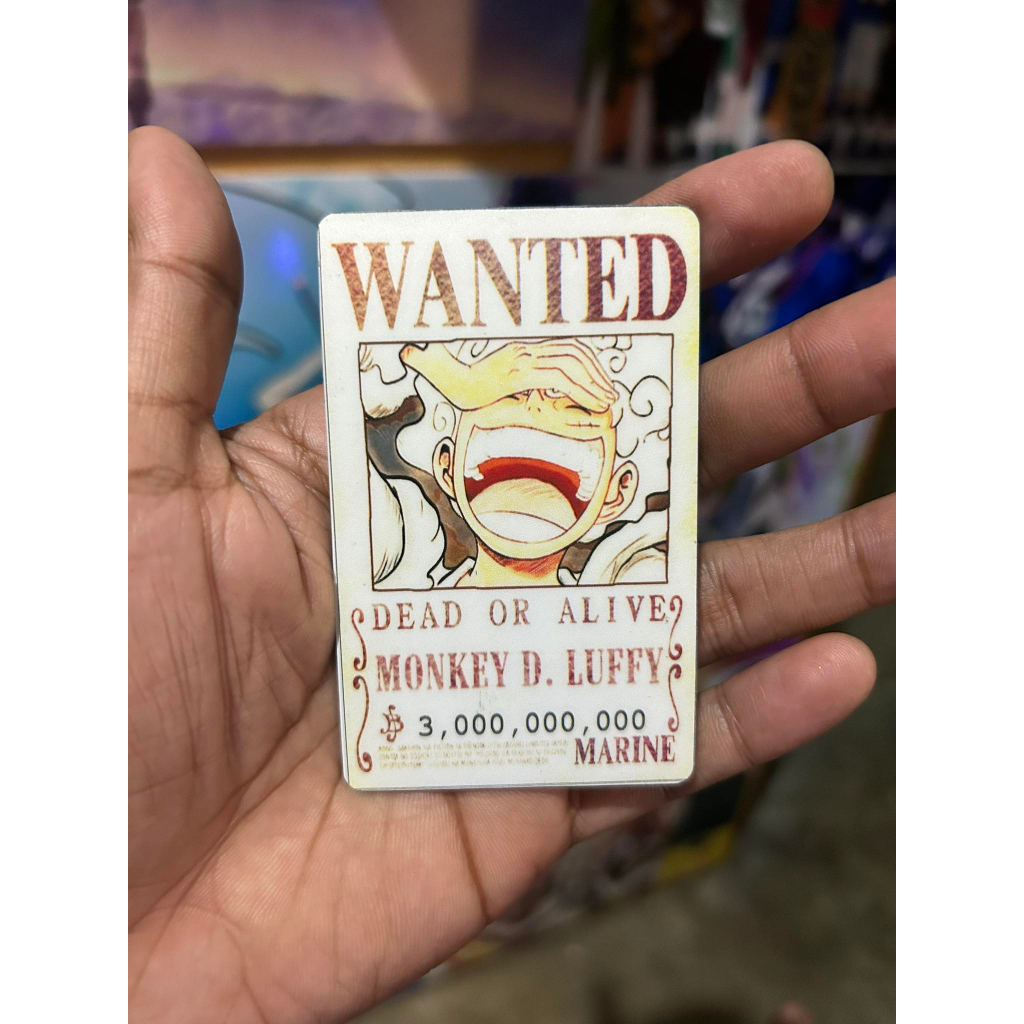 WANTED
DEAD OR ALIVE
MONKEY D. LUFFY
3,000,000,000
MARINE